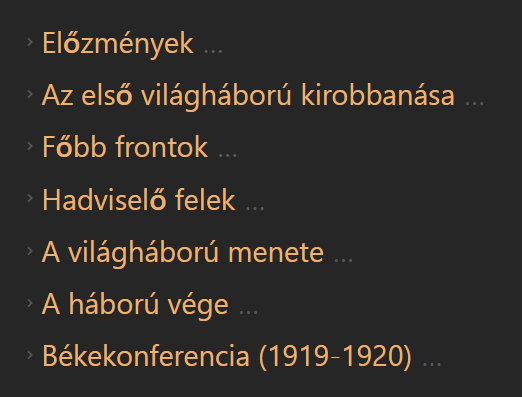 Előzmények ...
Az első világháború kirobbanása ...
Főbb frontok ...
Hadviselő felek ...
A világháború menete ...
A háború vége ...
Békekonferencia (1919-1920) ...